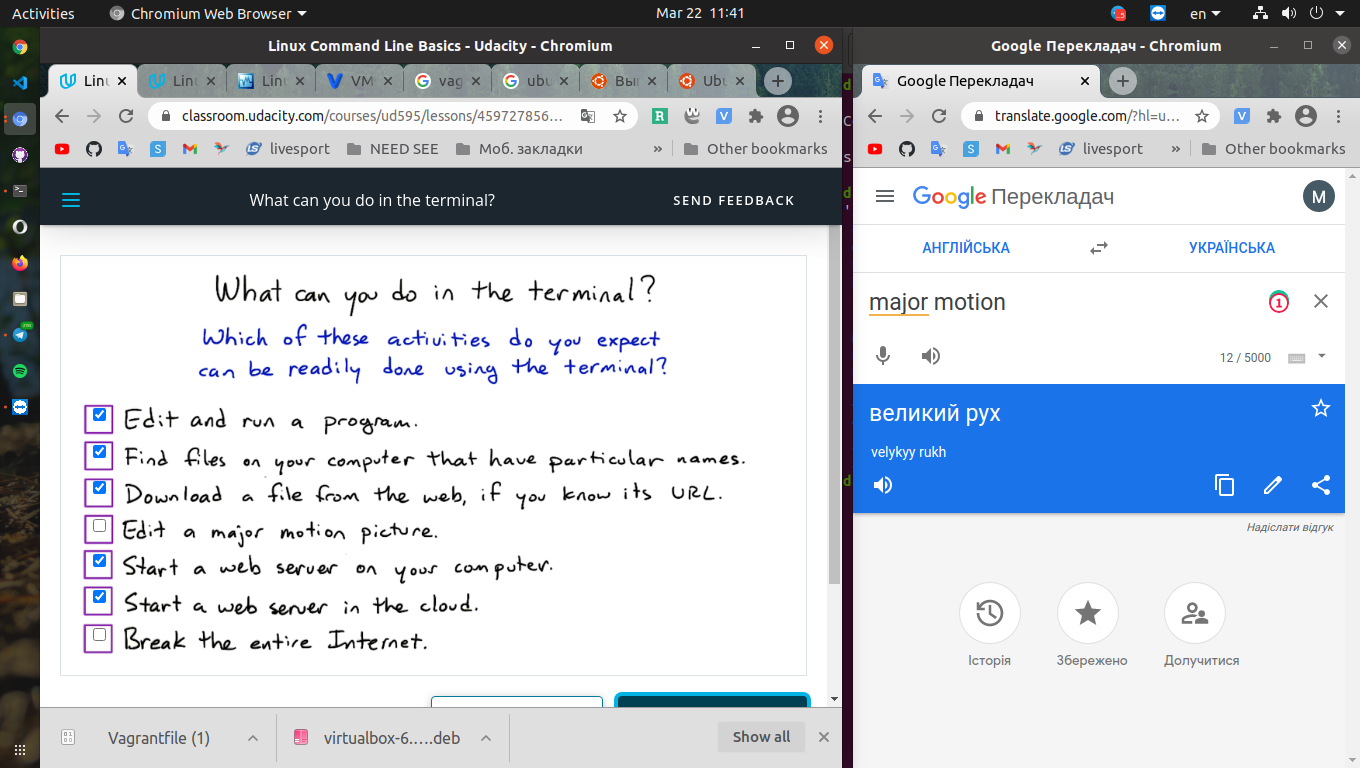 Activities
Chromium Web Browser
Mar 22 11:41
en
Linux Command Line Basics - Udacity - Chromium
Linu
Linu
Linu
VM
vag
ubu
Вып
Ubu
classroom.udacity.com/courses/ud595/lessons/459727856...
livesport
NEED SEE
Моб. закладки
»
Other bookmarks
What can you do in the terminal?
SEND FEEDBACK
What can you do in the terminal?
Which of these activities do you expect
can be readily done using the terminal?
Edit and run a program.
Find files on your computer that have particular names.
Download a file from the web, if you know its URL.
Edit a major motion picture.
Start a web server on your computer.
Start a web server in the cloud.
Break the entire Internet.
Vagrantfile (1)
virtualbox-6.….deb
Show all
Google Перекладач - Chromium
Google Перекладач
translate.google.com/?hl=u...
livesport
»
Other bookmarks
Google Перекладач
M
АНГЛІЙСЬКА
УКРАЇНСЬКА
major motion
1
12 / 5000
великий рух
velykyy rukh
Надіслати відгук
Історія
Збережено
Долучитися